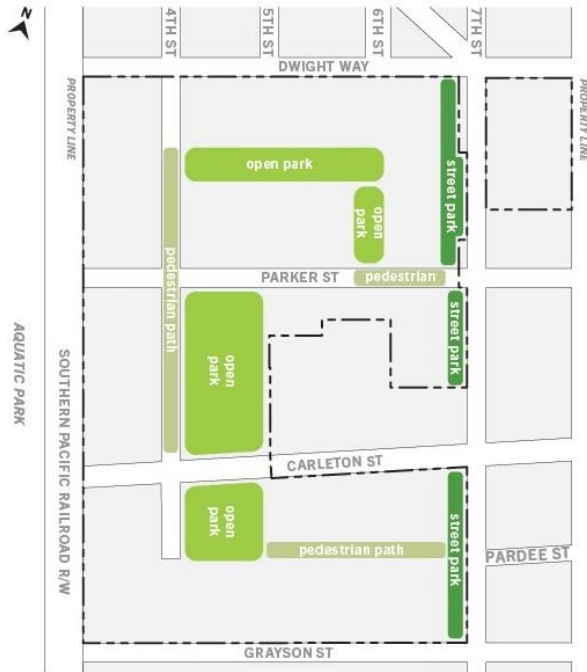 N
4TH ST
5TH ST
6TH ST
7TH ST
DWIGHT WAY
PROPERTY LINE
PROPERTY LINE
open park
street park
open
park
pedestrian path
PARKER ST
pedestrian
open
park
street park
AQUATIC PARK
SOUTHERN PACIFIC RAILROAD R/W
CARLETON ST
open
park
street park
pedestrian path
PARDEE ST
GRAYSON ST